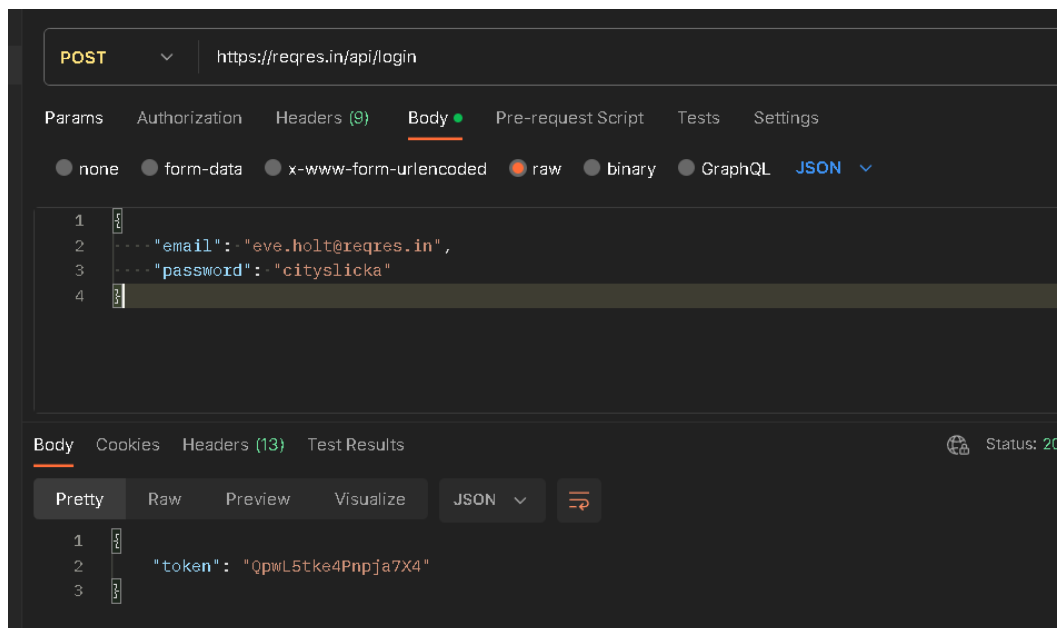 POST https://reqres.in/api/login
Params Authorization Headers (9) Body Pre-request Script Tests Settings
none form-data x-www-form-urlencoded raw binary GraphQL JSON
1 {
2 "email": "eve.holt@reqres.in",
3 "password": "cityslicka"
4 }
Body Cookies Headers (13) Test Results Status: 20
Pretty Raw Preview Visualize JSON
1 {
2 "token": "QpwL5tke4Pnpja7X4"
3 }